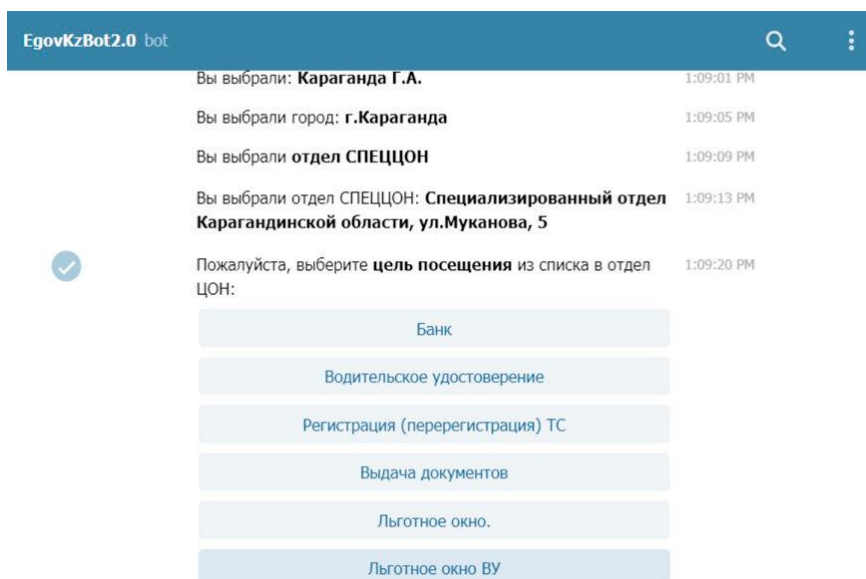 EgovKzBot2.0 bot
Вы выбрали: Караганда Г.А. 1:09:01 PM
Вы выбрали город: г.Караганда 1:09:05 PM
Вы выбрали отдел СПЕЦЦОН 1:09:09 PM
Вы выбрали отдел СПЕЦЦОН: Специализированный отдел 1:09:13 PM
Карагандинской области, ул.Муканова, 5
Пожалуйста, выберите цель посещения из списка в отдел 1:09:20 PM
ЦОН:
Банк
Водительское удостоверение
Регистрация (перерегистрация) ТС
Выдача документов
Льготное окно.
Льготное окно ВУ